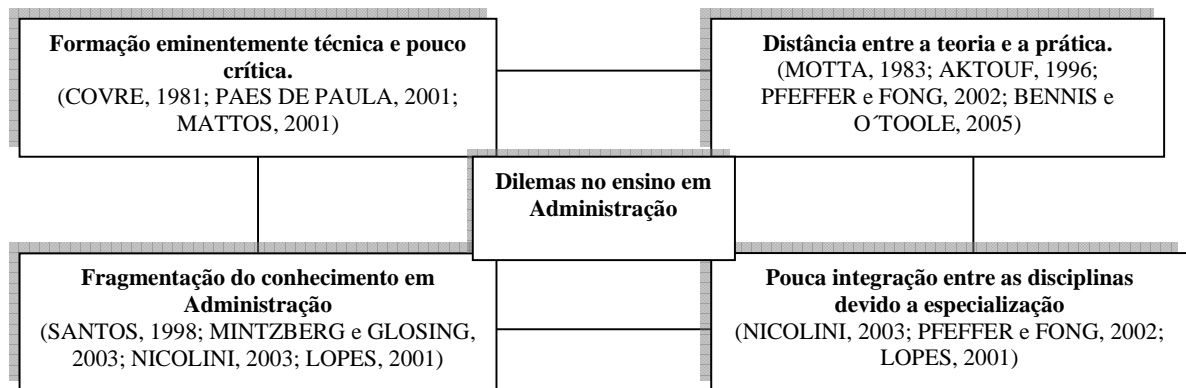 Formação eminentemente técnica e pouco
crítica.
(COVRE, 1981; PAES DE PAULA, 2001;
MATTOS, 2001)
Distância entre a teoria e a prática.
(MOTTA, 1983; AKTOUF, 1996;
PFEFFER e FONG, 2002; BENNIS e
O´TOOLE, 2005)
Dilemas no ensino em
Administração
Fragmentação do conhecimento em
Administração
(SANTOS, 1998; MINTZBERG e GLOSING,
2003; NICOLINI, 2003; LOPES, 2001)
Pouca integração entre as disciplinas
devido a especialização
(NICOLINI, 2003; PFEFFER e FONG, 2002;
LOPES, 2001)